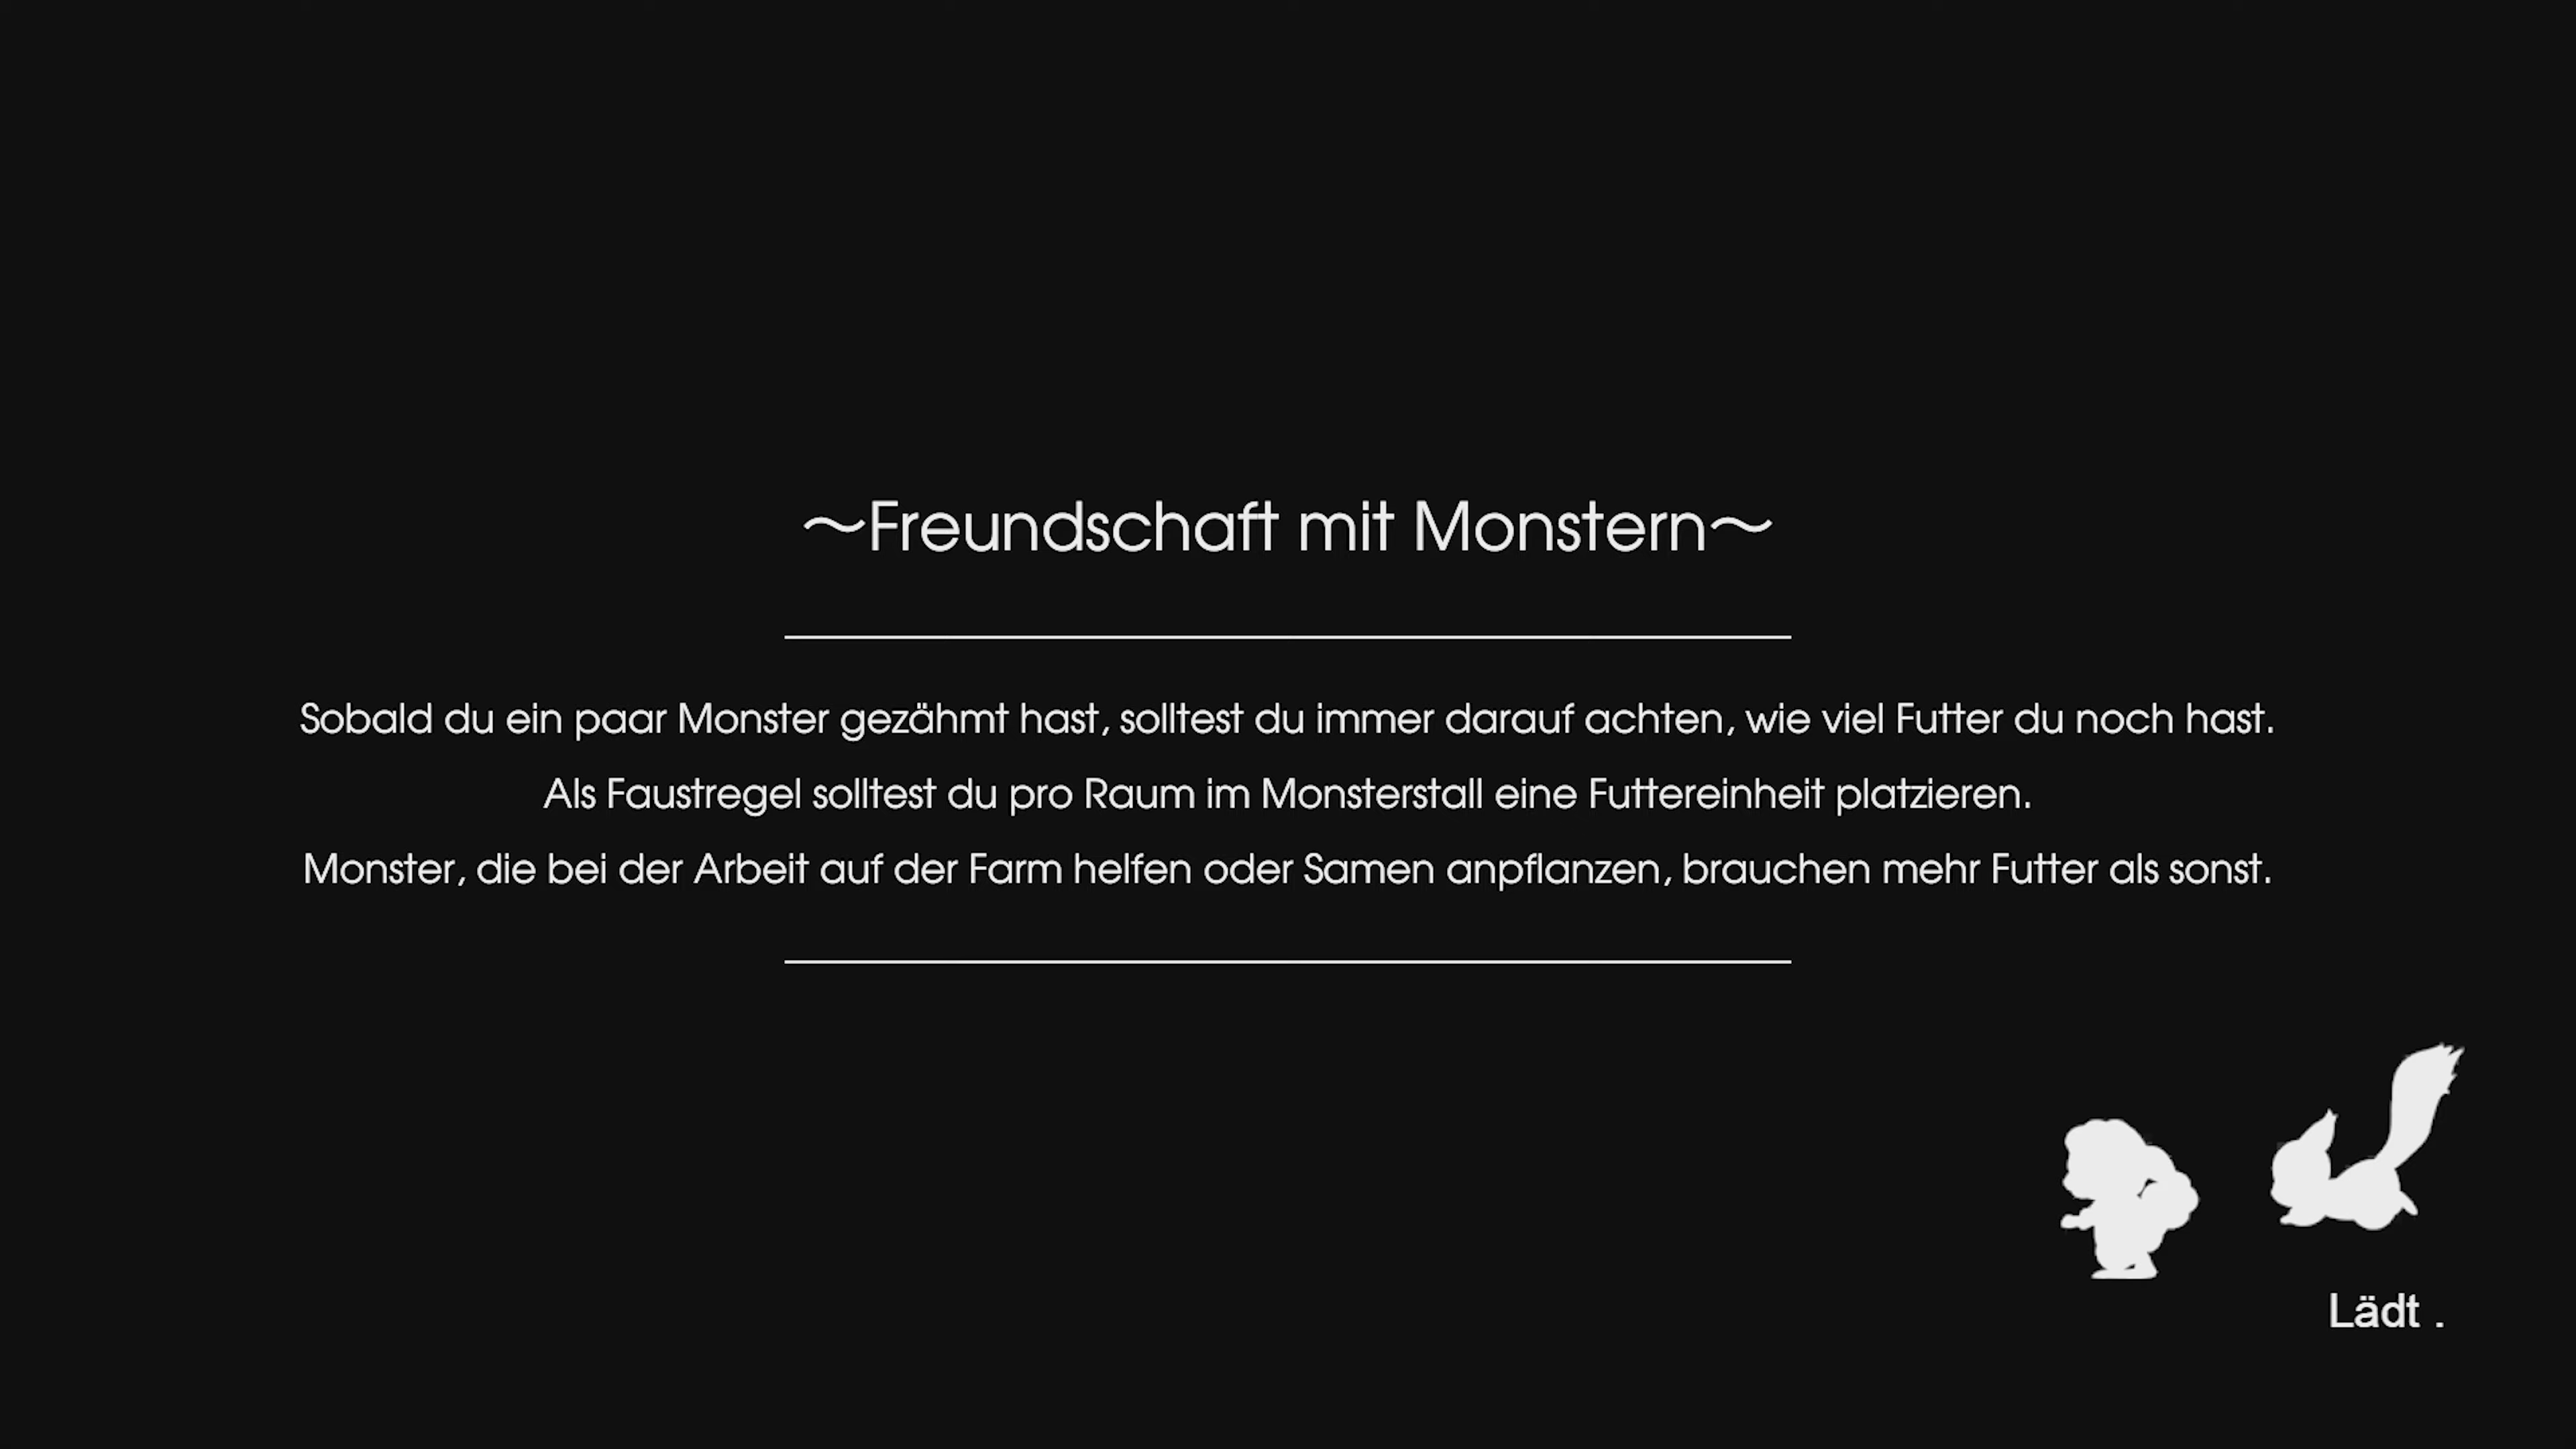 ～Freundschaft mit Monstern～
Sobald du ein paar Monster gezähmt hast, solltest du immer darauf achten, wie viel Futter du noch hast.
Als Faustregel solltest du pro Raum im Monsterstall eine Futtereinheit platzieren.
Monster, die bei der Arbeit auf der Farm helfen oder Samen anpflanzen, brauchen mehr Futter als sonst.
Lädt .